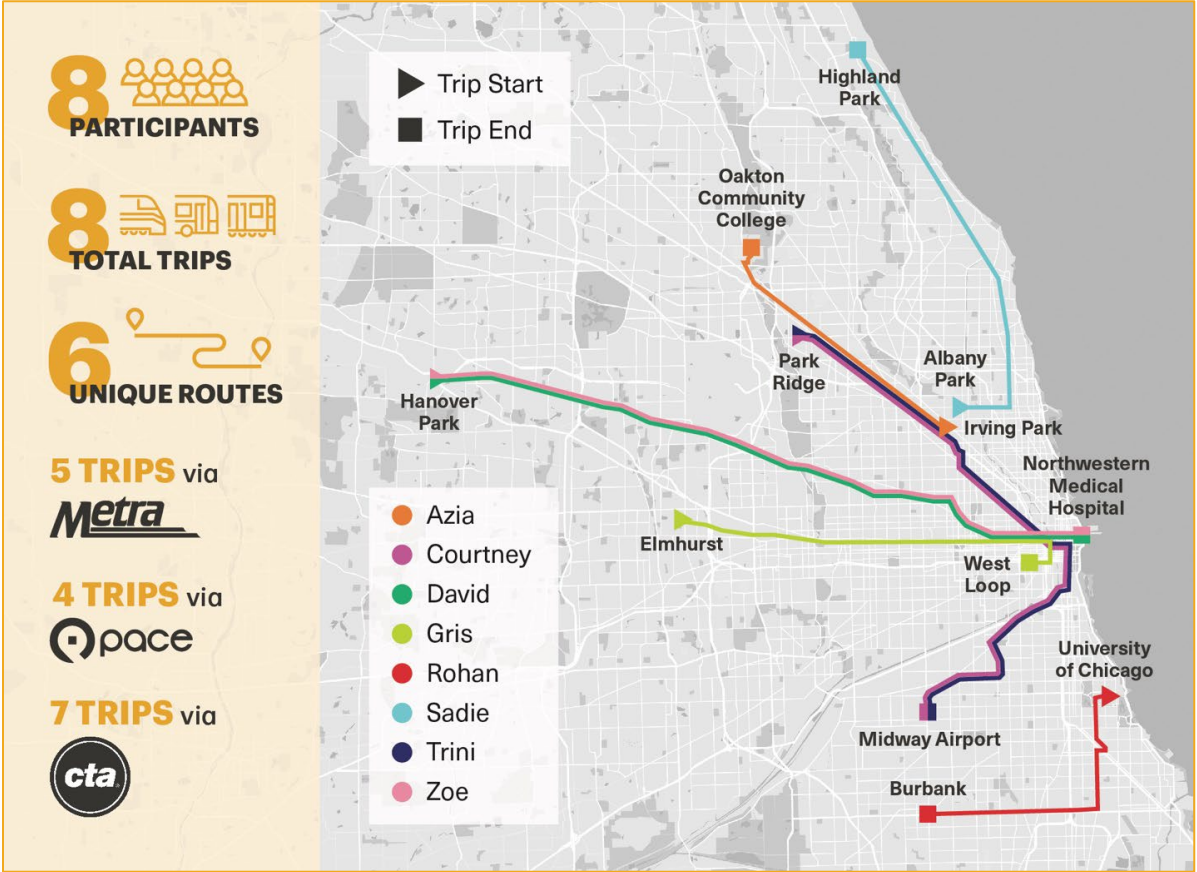 8
PARTICIPANTS
8
TOTAL TRIPS
6
UNIQUE ROUTES
5 TRIPS via
Metra
4 TRIPS via
pace
7 TRIPS via
cta
Trip Start
Trip End
Highland
Park
Oakton
Community
College
Park
Ridge
Albany
Park
Hanover
Park
Irving Park
Northwestern
Medical
Hospital
Elmhurst
West
Loop
University
of Chicago
Midway Airport
Burbank
Azia
Courtney
David
Gris
Rohan
Sadie
Trini
Zoe